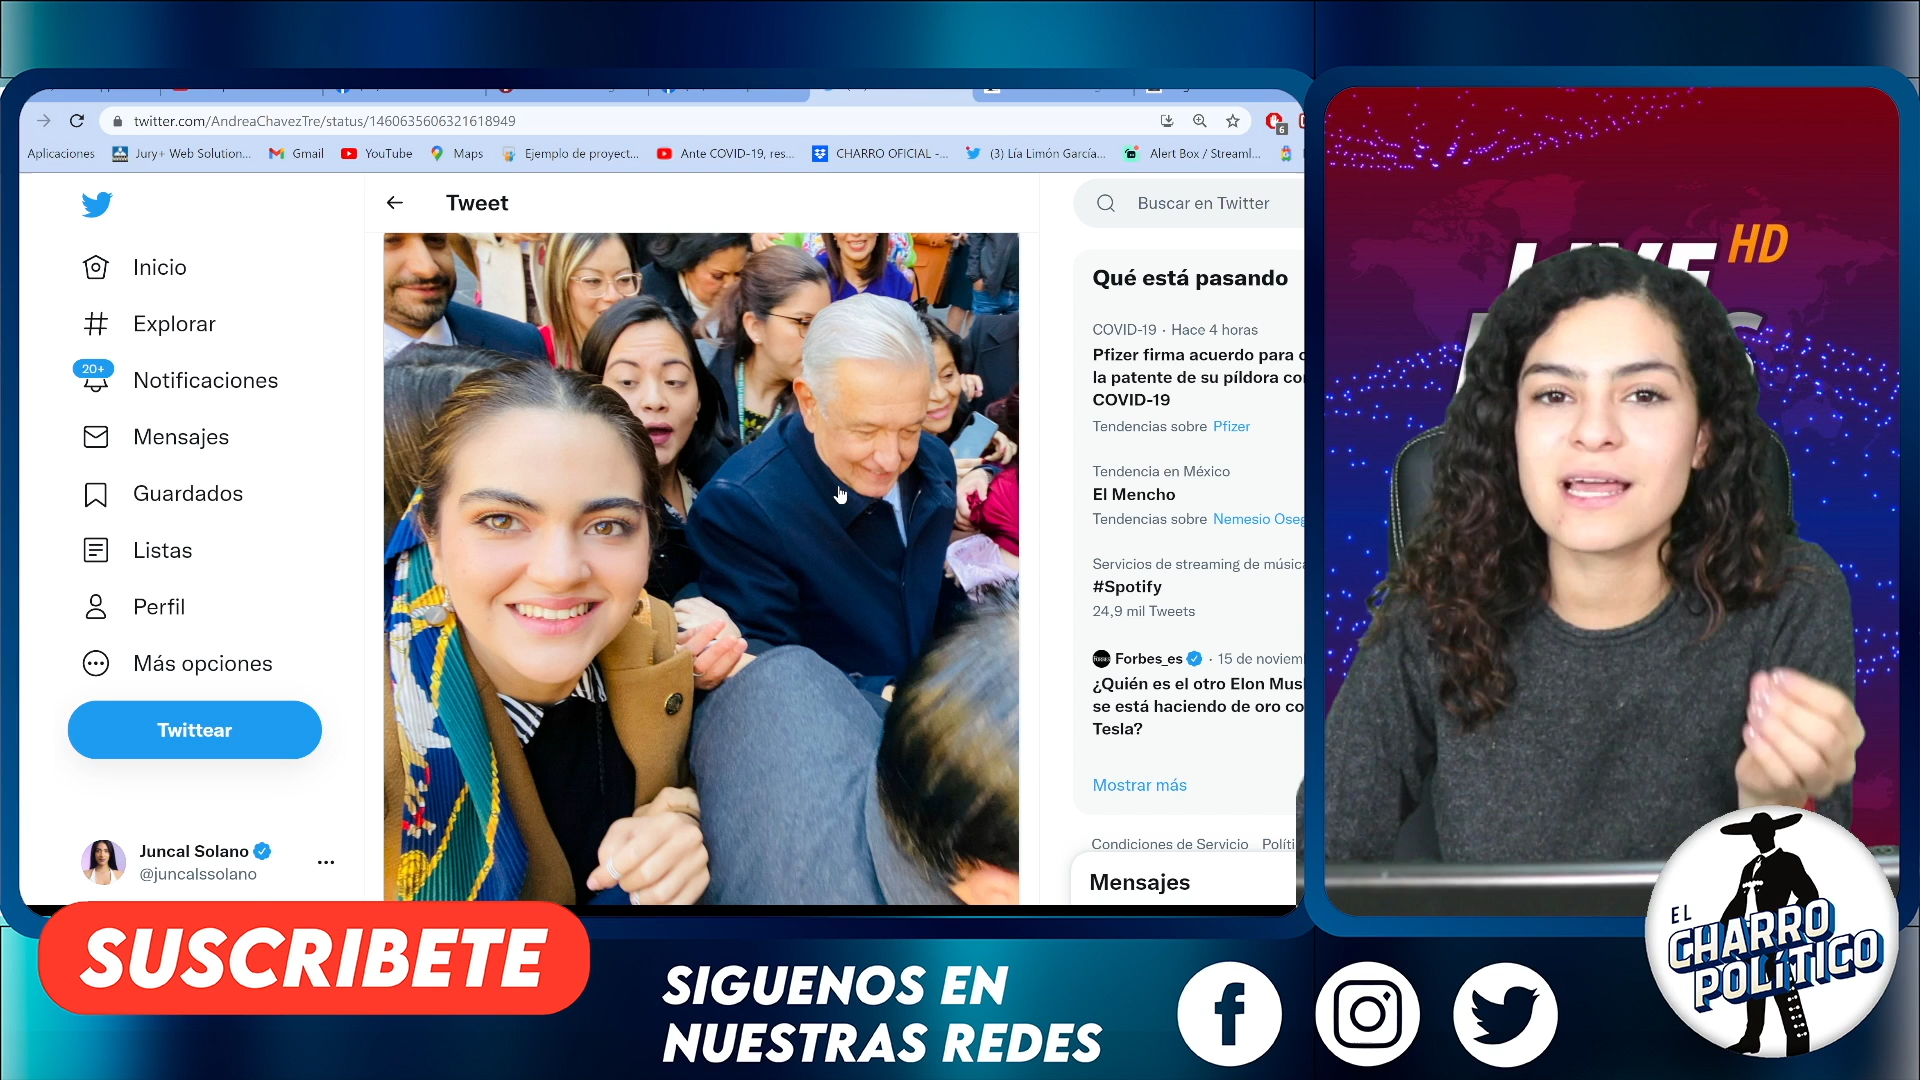 twitter.com/AndreaChavezTre/status/1460635606321618949
6
Aplicaciones
Jury+ Web Solution...
Gmail
YouTube
Maps
Ejemplo de proyect...
Ante COVID-19, res...
CHARRO OFICIAL -...
(3) Lía Limón García...
Alert Box / Streaml...
Tweet
Buscar en Twitter
Inicio
Explorar
20+
Notificaciones
Mensajes
Guardados
Listas
Perfil
Más opciones
Twittear
Juncal Solano
@juncalssolano
Qué está pasando
COVID-19 · Hace 4 horas
Pfizer firma acuerdo para
la patente de su píldora
COVID-19
Tendencias sobre Pfizer
Tendencia en México
El Mencho
Tendencias sobre Nemesio Oseg
Servicios de streaming de música
#Spotify
24,9 mil Tweets
Forbes_es · 15 de noviem
¿Quién es el otro Elon Mus
se está haciendo de oro co
Tesla?
Mostrar más
Condiciones de Servicio Políti
Mensajes
HD
SUSCRIBETE
SIGUENOS EN
NUESTRAS REDES
EL
CHARRO
POLÍTICO